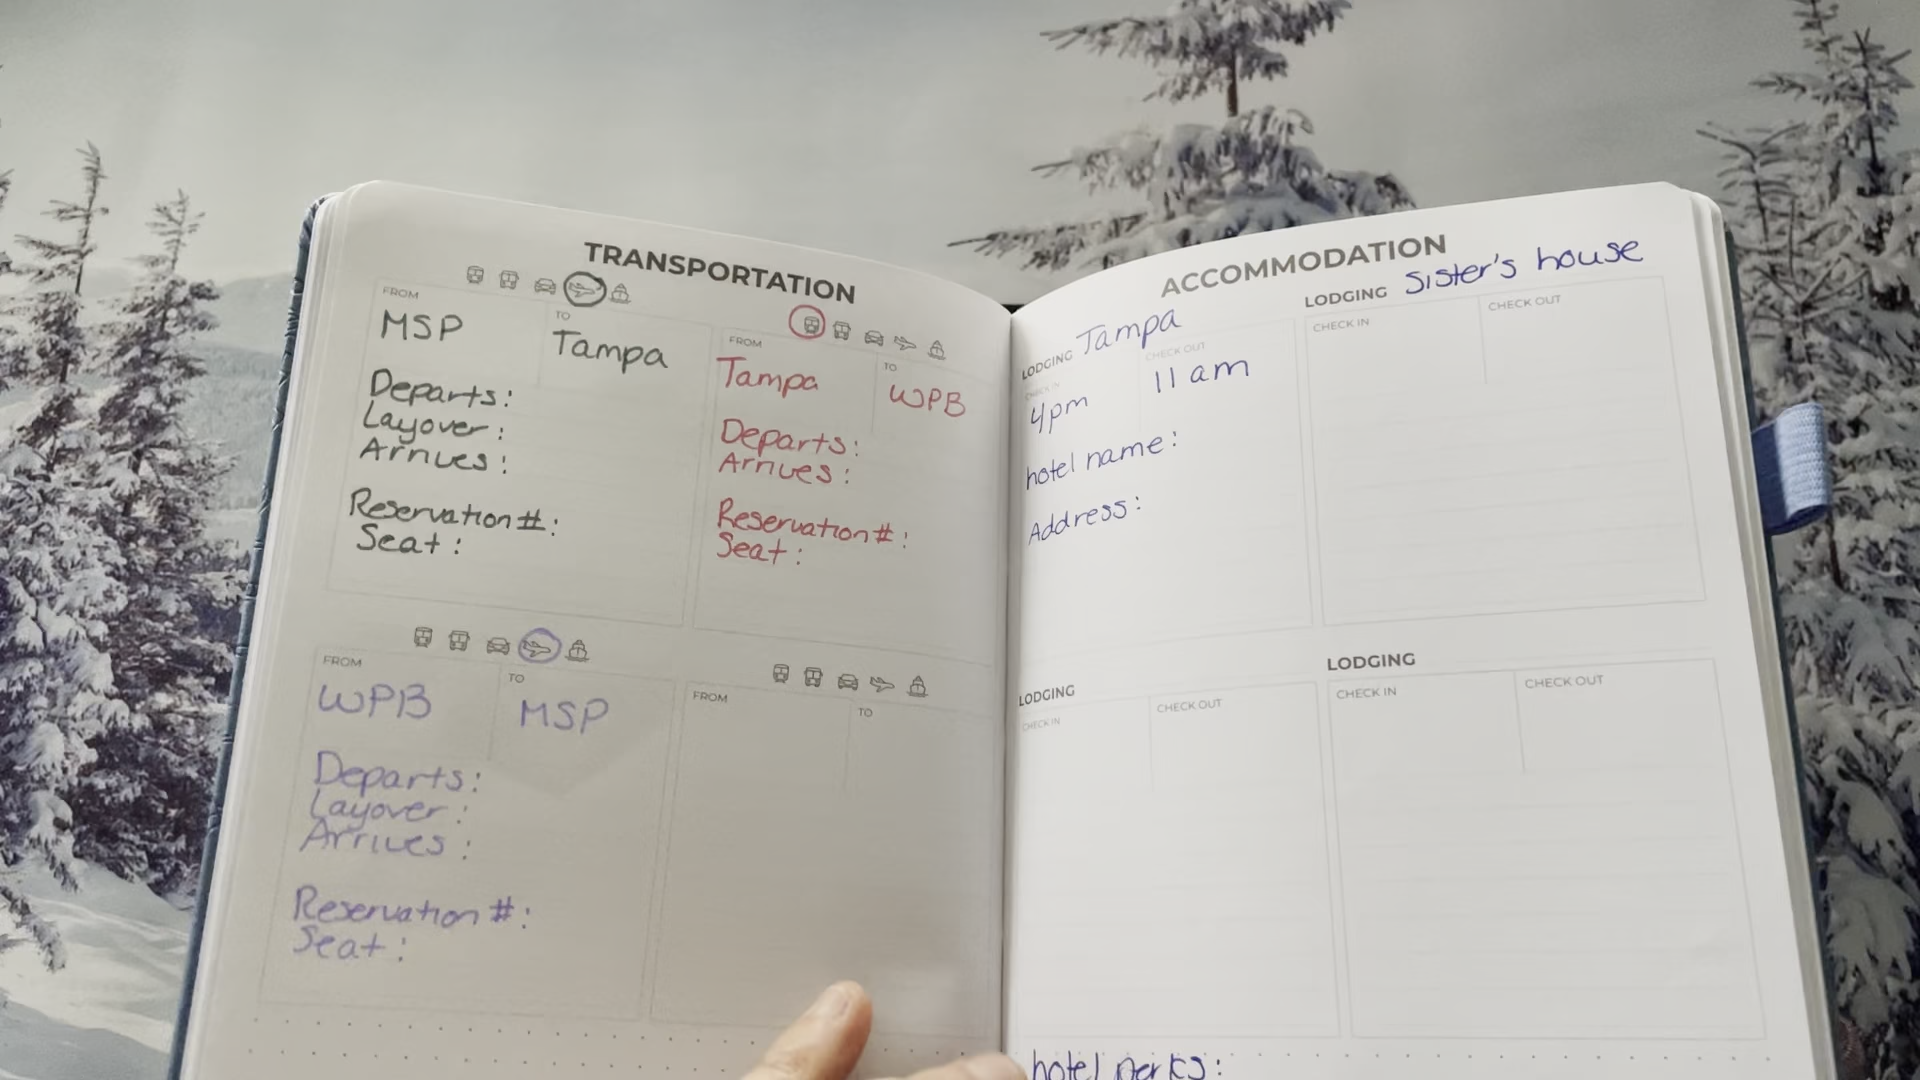 TRANSPORTATION
FROM
MSP
TO
Tampa
Departs:
Layover:
Arrives:
Reservation #:
Seat:
FROM
Tampa
TO
WPB
Departs:
Arrives:
Reservation #:
Seat:
FROM
WPB
TO
MSP
Departs:
Layover:
Arrives:
Reservation #:
Seat:
FROM
TO
ACCOMMODATION
LODGING Tampa
CHECK IN
4pm
CHECK OUT
11 am
hotel name:
Address:
LODGING Sister's house
CHECK IN
CHECK OUT
LODGING
CHECK IN
CHECK OUT
LODGING
CHECK IN
CHECK OUT
hotel perks: